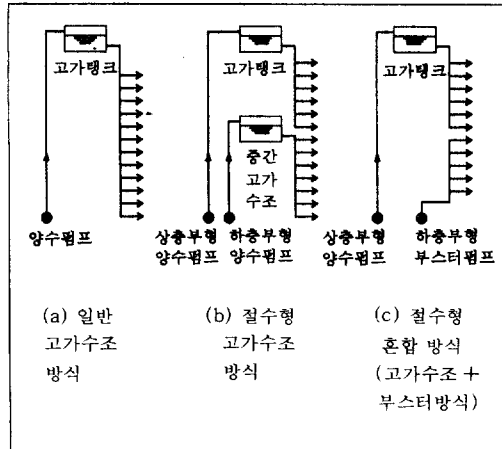 고가탱크
양수펌프
(a) 일반
고가수조
방식
고가탱크
중간
고가
수조
상층부형
양수펌프
하층부형
양수펌프
(b) 절수형
고가수조
방식
고가탱크
상층부형
양수펌프
하층부형
부스터펌프
(c) 절수형
혼합 방식
(고가수조 +
부스터방식)